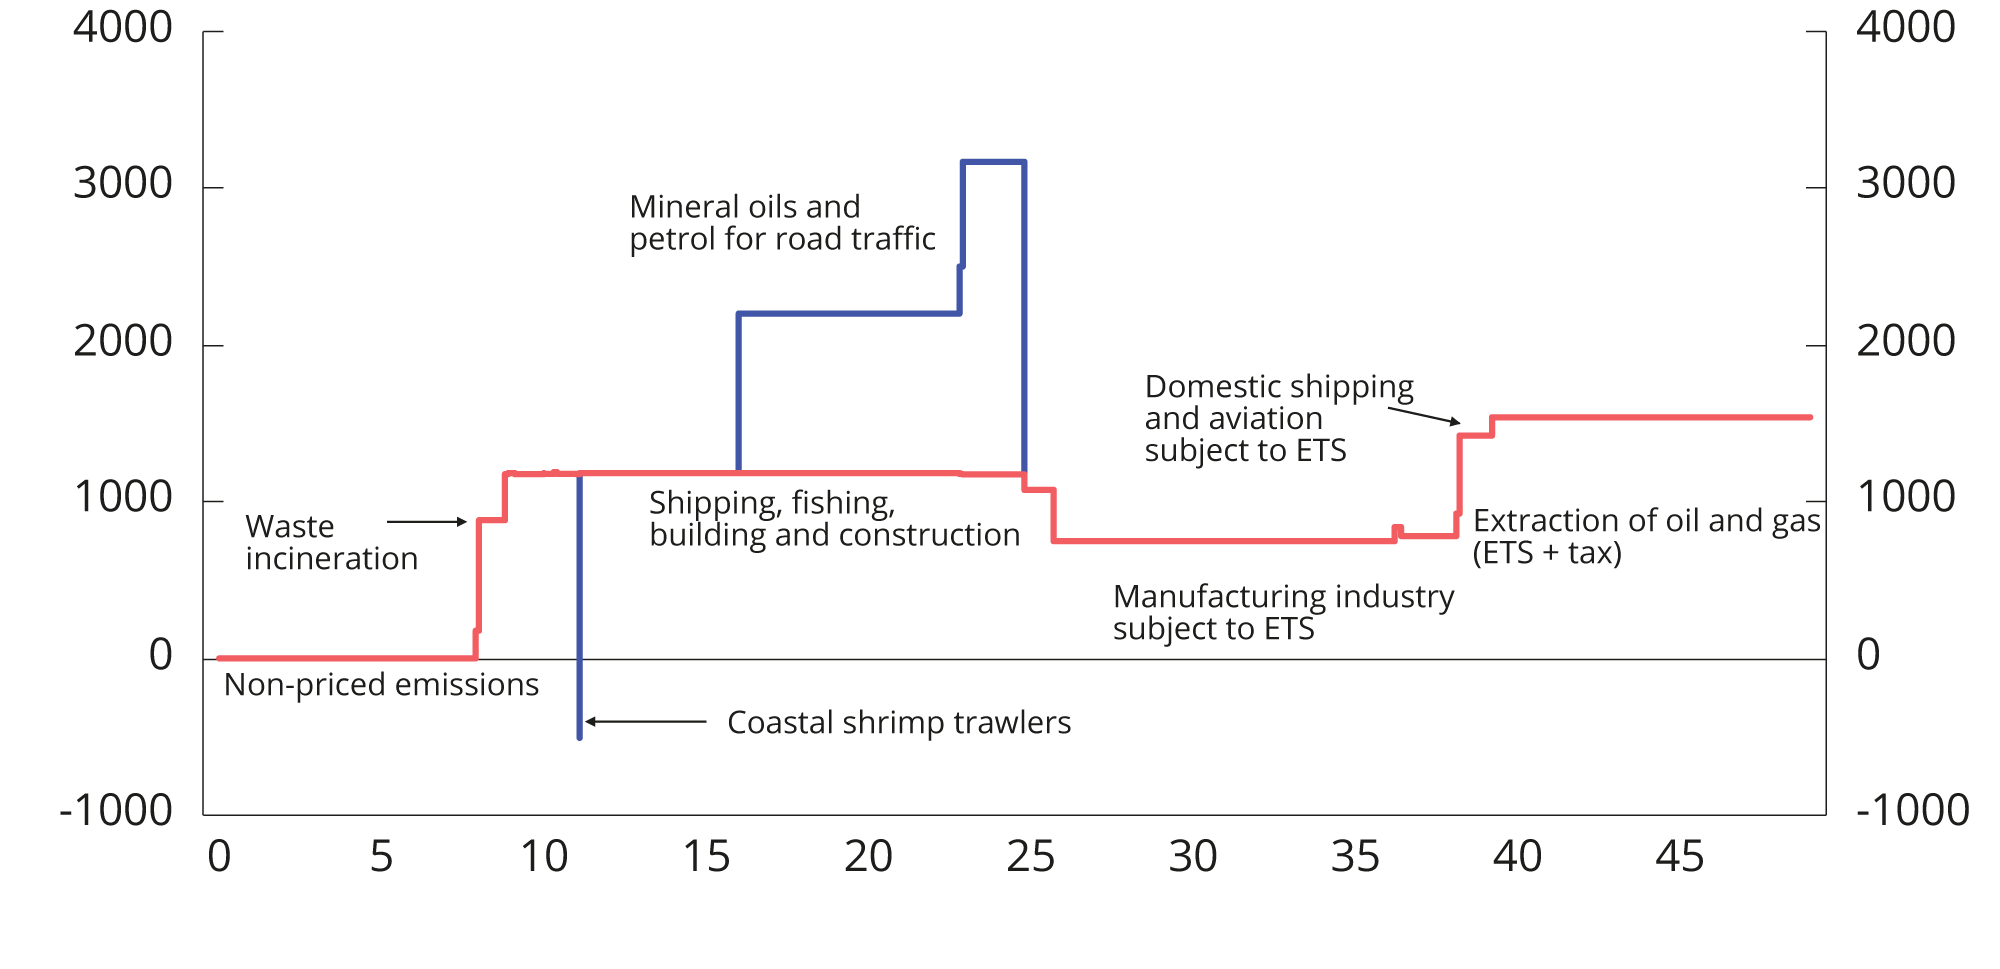 4000
4000
3000
3000
Mineral oils and
petrol for road traffic
2000
2000
Domestic shipping
and aviation
subject to ETS
1000
1000
Shipping, fishing,
building and construction
Waste
incineration
Extraction of oil and gas
(ETS + tax)
Manufacturing industry
subject to ETS
0
0
Non-priced emissions
Coastal shrimp trawlers
-1000
-1000
0 5 10 15 20 25 30 35 40 45